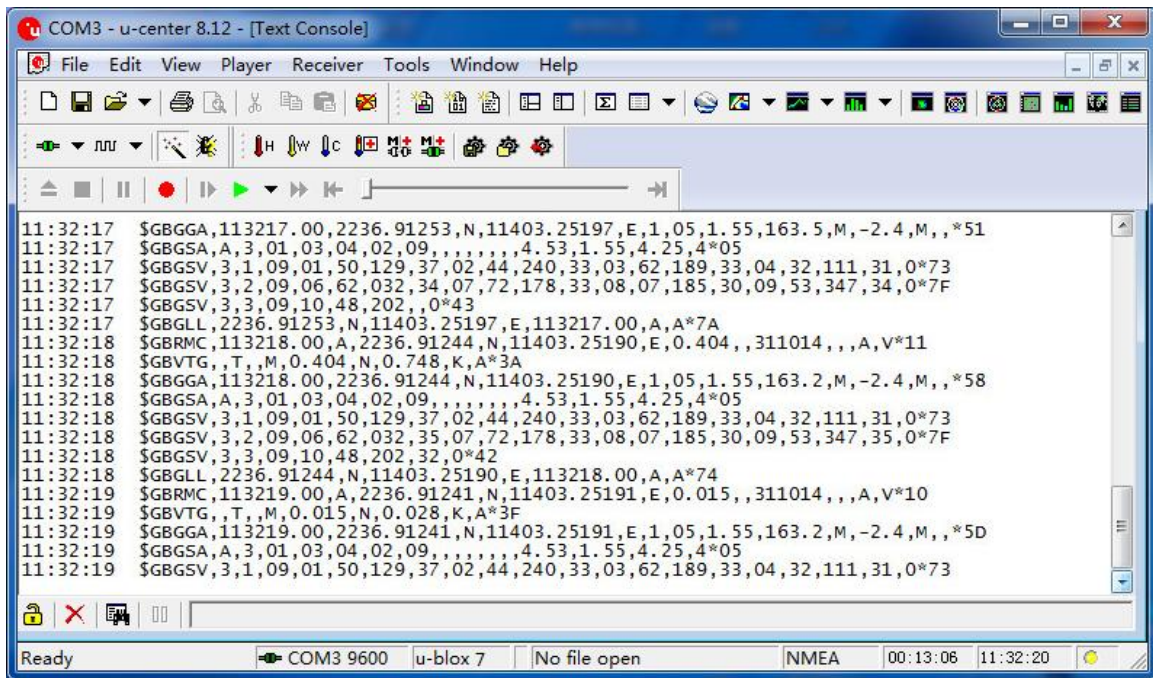 COM3 - u-center 8.12 - [Text Console]
File Edit View Player Receiver Tools Window Help
11:32:17 $GBGGA,113217.00,2236.91253,N,11403.25197,E,1,05,1.55,163.5,M,-2.4,M,,*51
11:32:17 $GBGSA,A,3,01,03,04,02,09,,,,,,,,4.53,1.55,4.25,4*05
11:32:17 $GBGSV,3,1,09,01,50,129,37,02,44,240,33,03,62,189,33,04,32,111,31,0*73
11:32:17 $GBGSV,3,2,09,06,62,032,34,07,72,178,33,08,07,185,30,09,53,347,34,0*7F
11:32:17 $GBGSV,3,3,09,10,48,202,,0*43
11:32:17 $GBGLL,2236.91253,N,11403.25197,E,113217.00,A,A*7A
11:32:18 $GBRMC,113218.00,A,2236.91244,N,11403.25190,E,0.404,,311014,,,A,V*11
11:32:18 $GBVTG,,T,,M,0.404,N,0.748,K,A*3A
11:32:18 $GBGGA,113218.00,2236.91244,N,11403.25190,E,1,05,1.55,163.2,M,-2.4,M,,*58
11:32:18 $GBGSA,A,3,01,03,04,02,09,,,,,,,,4.53,1.55,4.25,4*05
11:32:18 $GBGSV,3,1,09,01,50,129,37,02,44,240,33,03,62,189,33,04,32,111,31,0*73
11:32:18 $GBGSV,3,2,09,06,62,032,35,07,72,178,33,08,07,185,30,09,53,347,35,0*7F
11:32:18 $GBGSV,3,3,09,10,48,202,32,0*42
11:32:18 $GBGLL,2236.91244,N,11403.25190,E,113218.00,A,A*74
11:32:19 $GBRMC,113219.00,A,2236.91241,N,11403.25191,E,0.015,,311014,,,A,V*10
11:32:19 $GBVTG,,T,,M,0.015,N,0.028,K,A*3F
11:32:19 $GBGGA,113219.00,2236.91241,N,11403.25191,E,1,05,1.55,163.2,M,-2.4,M,,*5D
11:32:19 $GBGSA,A,3,01,03,04,02,09,,,,,,,,4.53,1.55,4.25,4*05
11:32:19 $GBGSV,3,1,09,01,50,129,37,02,44,240,33,03,62,189,33,04,32,111,31,0*73
Ready COM3 9600 u-blox 7 No file open NMEA 00:13:06 11:32:20